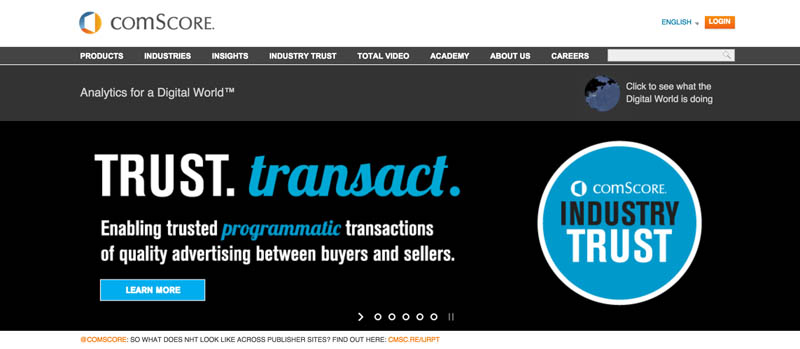 comSCORE.
ENGLISH
LOGIN
PRODUCTS INDUSTRIES INSIGHTS INDUSTRY TRUST TOTAL VIDEO ACADEMY ABOUT US CAREERS
Analytics for a Digital World™
Click to see what the
Digital World is doing
TRUST. transact.
Enabling trusted programmatic transactions
of quality advertising between buyers and sellers.
LEARN MORE
comSCORE.
INDUSTRY
TRUST
@COMSCORE: SO WHAT DOES NHT LOOK LIKE ACROSS PUBLISHER SITES? FIND OUT HERE: CMSC.RE/IJRPT